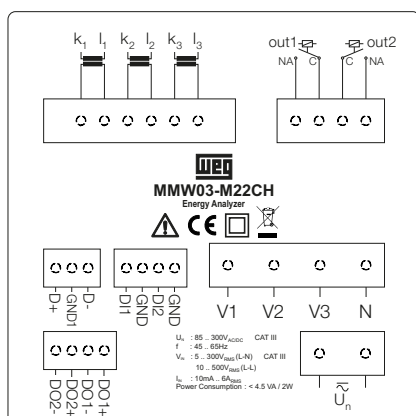 k1 l1 k2 l2 k3 l3
out1 out2
NA C C NA
weg
MMW03-M22CH
Energy Analyzer
CE
D+ GND1 D-
DI1 GND DI2 GND
V1 V2 V3 N
Un : 85 .. 300VAC/DC CAT III
f : 45 .. 65Hz
VIN : 5 .. 300VRMS (L-N) CAT III
10 .. 500VRMS (L-L)
IIN : 10mA .. 6ARMS
Power Consumption : < 4.5 VA / 2W
DO2- DO2+ DO1- DO1+
Un